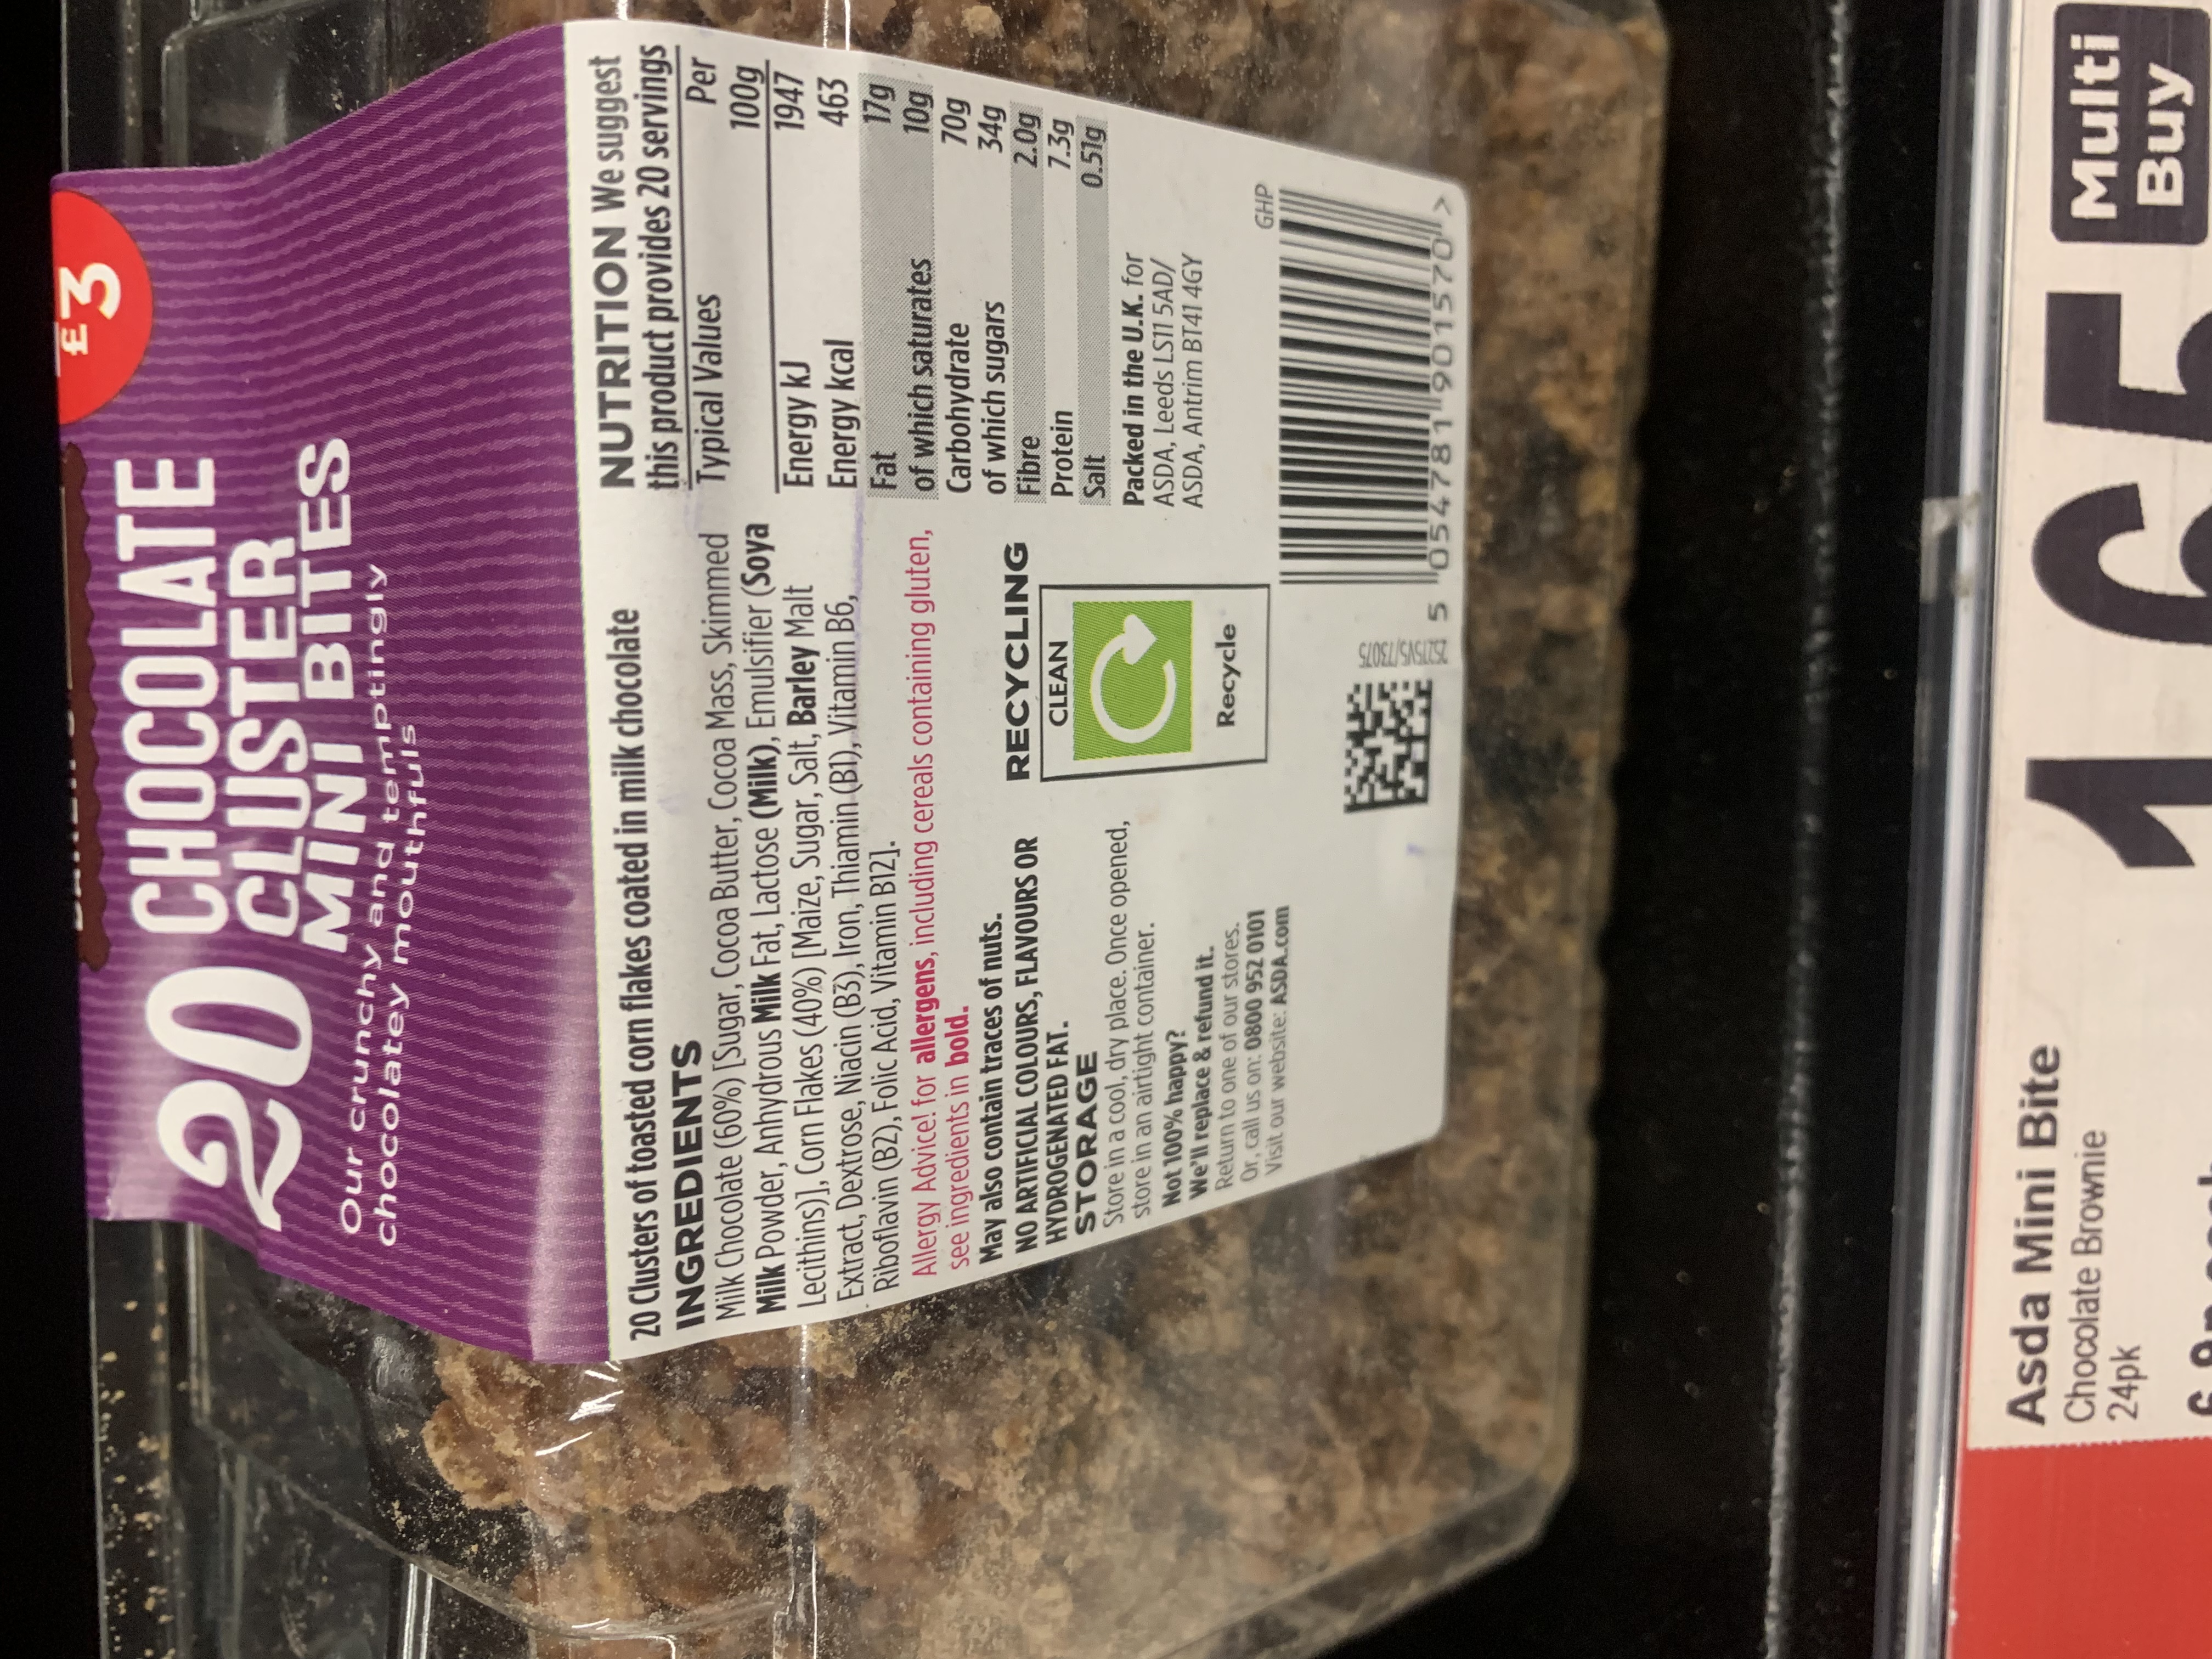 £3
20 CHOCOLATE
CLUSTER
MINI BITES
Our crunchy and temptingly
chocolatey mouthfuls
20 Clusters of toasted corn flakes coated in milk chocolate
INGREDIENTS
Milk Chocolate (60%) [Sugar, Cocoa Butter, Cocoa Mass, Skimmed
Milk Powder, Anhydrous Milk Fat, Lactose (Milk), Emulsifier (Soya
Lecithins)], Corn Flakes (40%) [Maize, Sugar, Salt, Barley Malt
Extract, Dextrose, Niacin (B3), Iron, Thiamin (B1), Vitamin B6,
Riboflavin (B2), Folic Acid, Vitamin B12].
Allergy Advice! for allergens, including cereals containing gluten,
see ingredients in bold.
May also contain traces of nuts.
NO ARTIFICIAL COLOURS, FLAVOURS OR
HYDROGENATED FAT.
STORAGE
Store in a cool, dry place. Once opened,
store in an airtight container.
Not 100% happy?
We'll replace & refund it.
Return to one of our stores.
Or, call us on: 0800 952 0101
Visit our website: ASDA.com
RECYCLING
CLEAN
Recycle
NUTRITION We suggest
this product provides 20 servings
Typical Values Per
100g
Energy kJ 1947
Energy kcal 463
Fat 17g
of which saturates 10g
Carbohydrate 70g
of which sugars 34g
Fibre 2.0g
Protein 7.3g
Salt 0.51g
Packed in the U.K. for
ASDA, Leeds LS11 5AD/
ASDA, Antrim BT41 4GY
GHP
2S275V5/73075
5 054781 901570 >
Asda Mini Bite
Chocolate Brownie
24pk
165
Multi
Buy